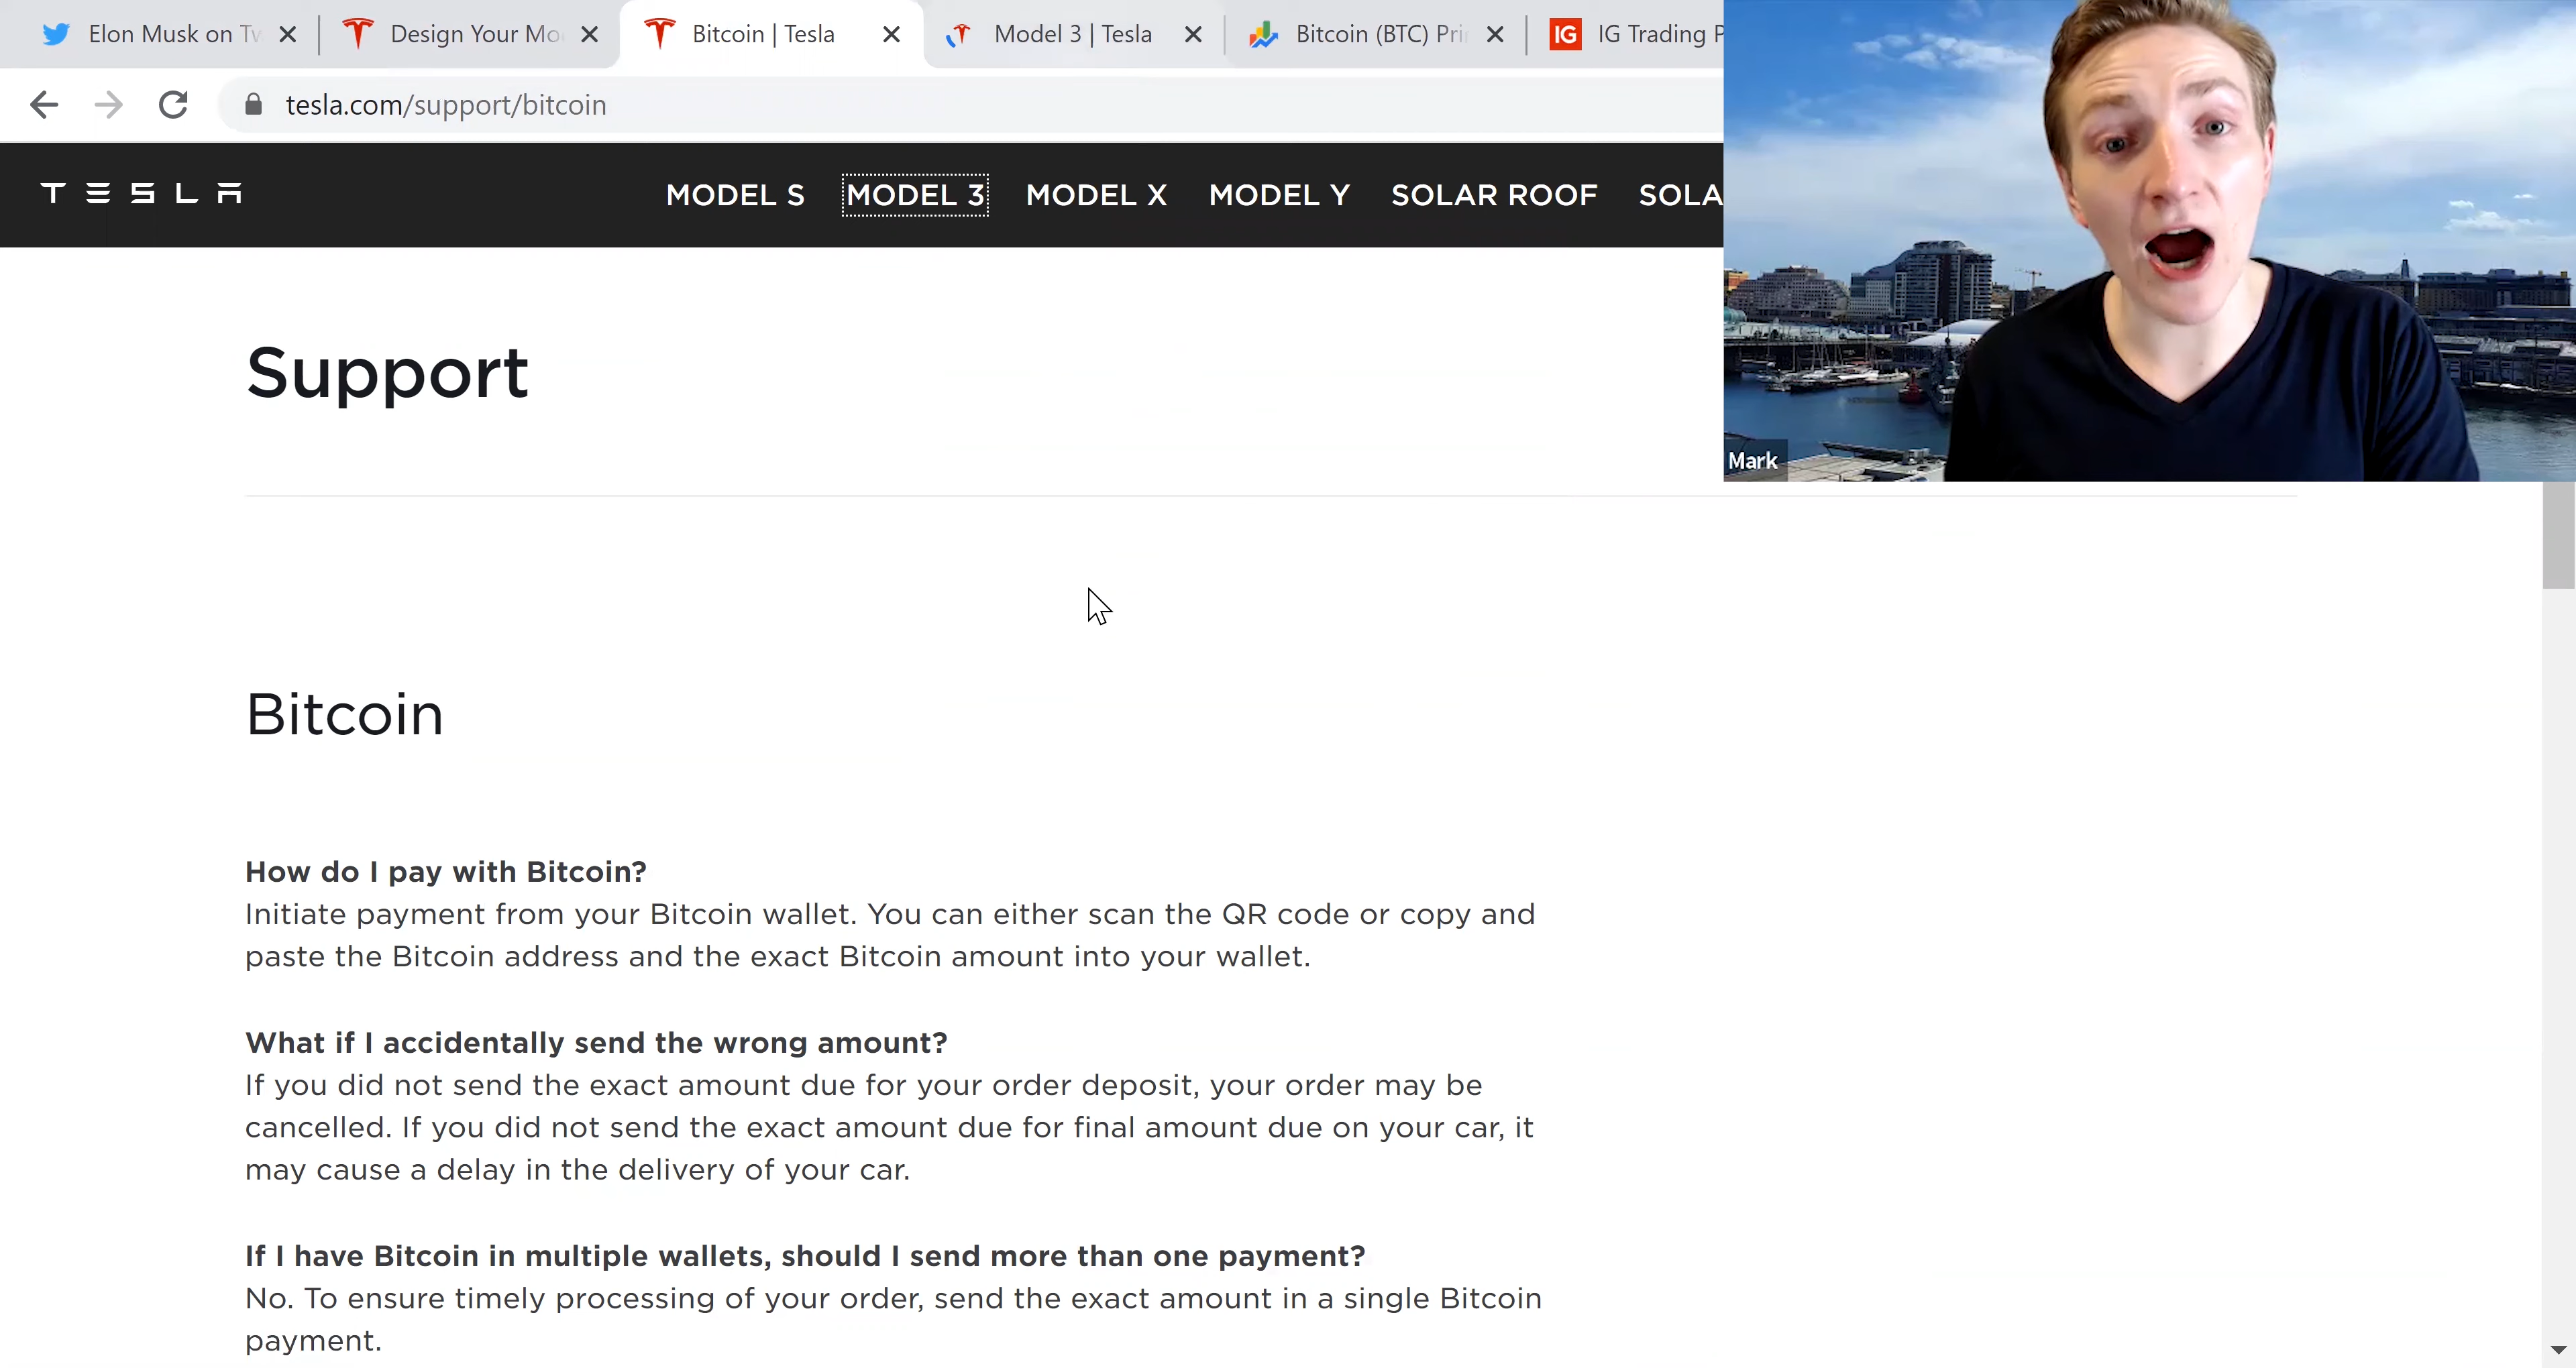 Elon Musk on Tw
Design Your Mo
Bitcoin | Tesla
Model 3 | Tesla
Bitcoin (BTC) Pri
IG
IG Trading P
tesla.com/support/bitcoin
TESLA
MODEL S
MODEL 3
MODEL X
MODEL Y
SOLAR ROOF
SOLA
Mark
Support
Bitcoin
How do I pay with Bitcoin?
Initiate payment from your Bitcoin wallet. You can either scan the QR code or copy and
paste the Bitcoin address and the exact Bitcoin amount into your wallet.
What if I accidentally send the wrong amount?
If you did not send the exact amount due for your order deposit, your order may be
cancelled. If you did not send the exact amount due for final amount due on your car, it
may cause a delay in the delivery of your car.
If I have Bitcoin in multiple wallets, should I send more than one payment?
No. To ensure timely processing of your order, send the exact amount in a single Bitcoin
payment.